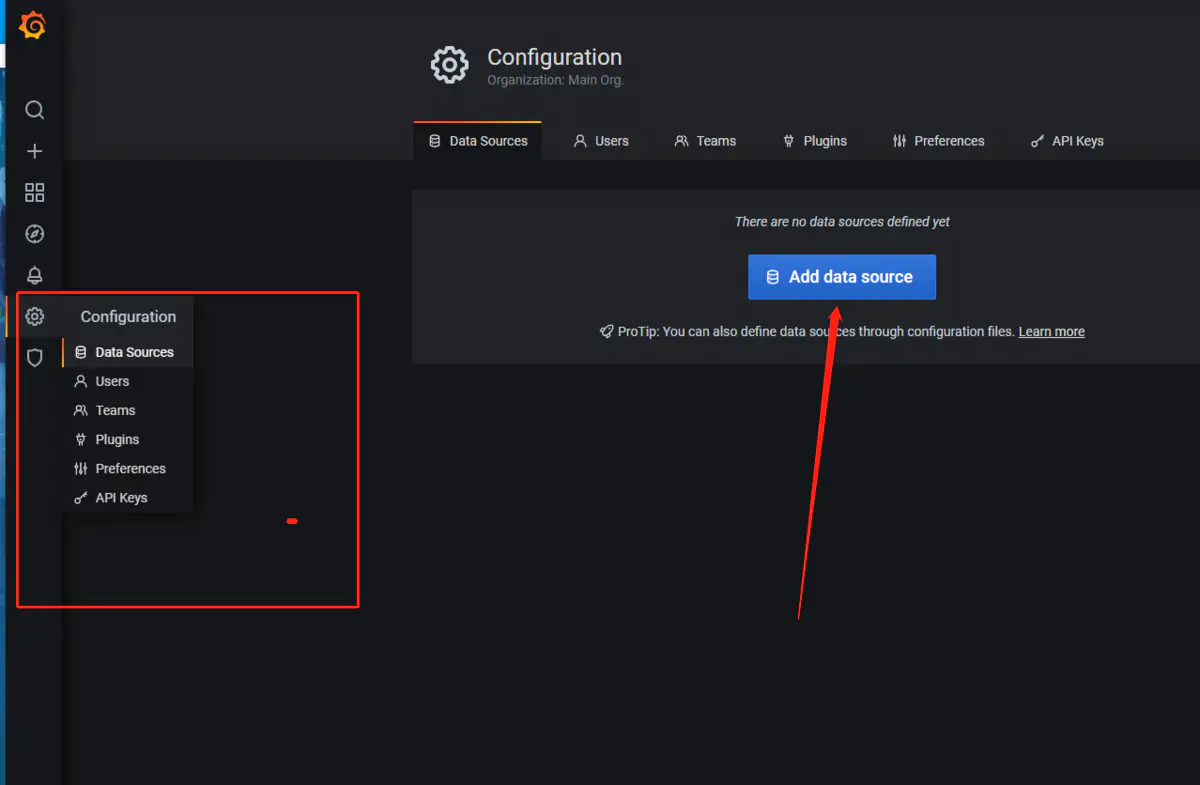 Configuration
Organization: Main Org.
Data Sources
Users
Teams
Plugins
Preferences
API Keys
There are no data sources defined yet
Add data source
ProTip: You can also define data sources through configuration files. Learn more
Configuration
Data Sources
Users
Teams
Plugins
Preferences
API Keys